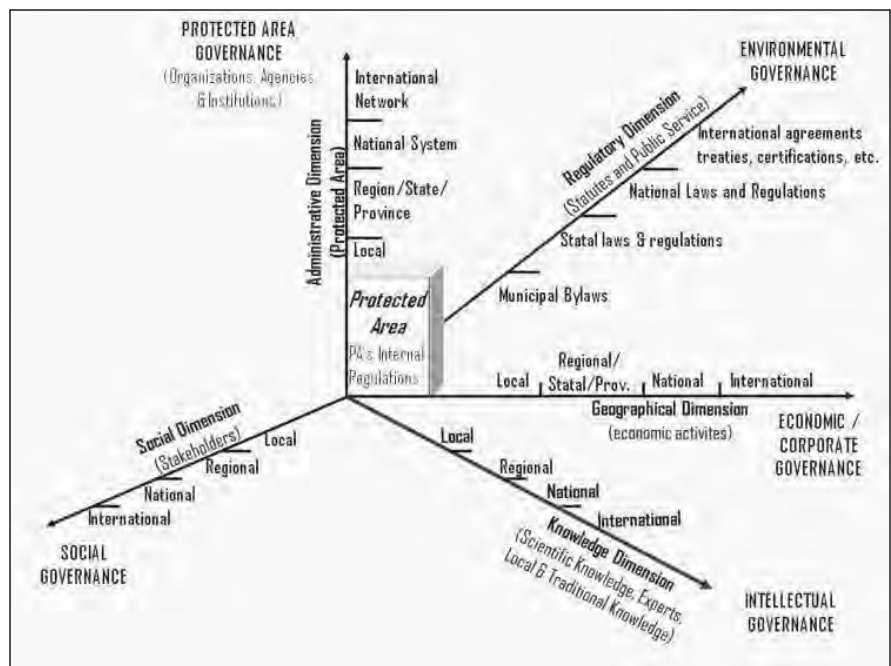 PROTECTED AREA
GOVERNANCE
(Organizations, Agencies
& Institutions)
Administrative Dimension
(Protected Area)
International
Network
National System
Region/State/
Province
Local
Protected
Area
PA's Internal
Regulations
ENVIRONMENTAL
GOVERNANCE
Regulatory Dimension
(Statutes and Public Service)
International agreements
treaties, certifications, etc.
National Laws and Regulations
Statal laws & regulations
Municipal Bylaws
Local
Regional/
Statal/Prov.
National
International
Geographical Dimension
(economic activites)
ECONOMIC /
CORPORATE
GOVERNANCE
Social Dimension
(Stakeholders)
Local
Regional
National
International
SOCIAL
GOVERNANCE
Local
Regional
National
International
Knowledge Dimension
(Scientific Knowledge, Experts,
Local & Traditional Knowledge)
INTELLECTUAL
GOVERNANCE